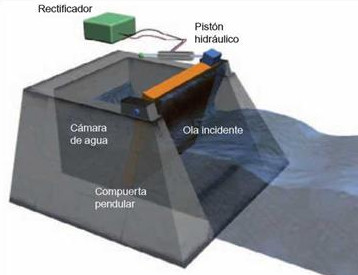 Rectificador
Pistón
hidráulico
Cámara
de agua
Ola incidente
Compuerta
pendular